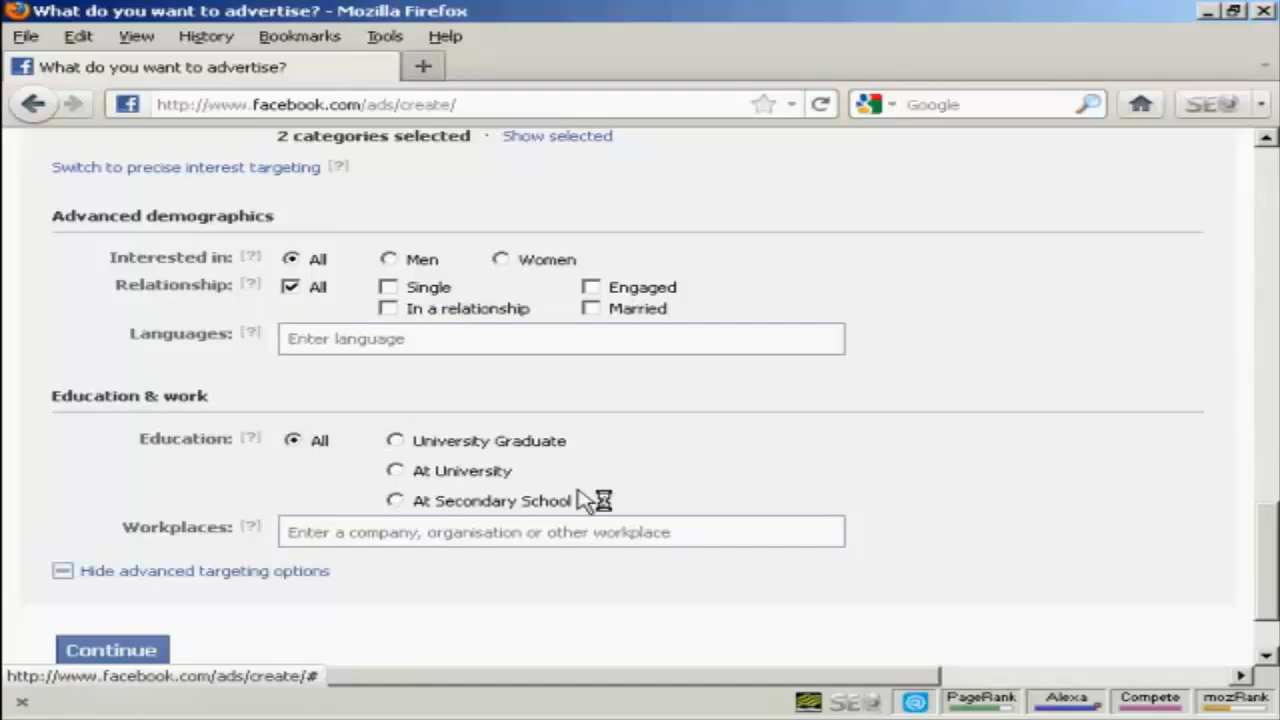 What do you want to advertise? - Mozilla Firefox
File Edit View History Bookmarks Tools Help
What do you want to advertise?
http://www.facebook.com/ads/create/ Google SEO
2 categories selected · Show selected
Switch to precise interest targeting [?]
Advanced demographics
Interested in: [?] All Men Women
Relationship: [?] All Single Engaged
In a relationship Married
Languages: [?] Enter language
Education & work
Education: [?] All University Graduate
At University
At Secondary School
Workplaces: [?] Enter a company, organisation or other workplace
Hide advanced targeting options
Continue
http://www.facebook.com/ads/create/#
SEO PageRank Alexa Compete mozRank